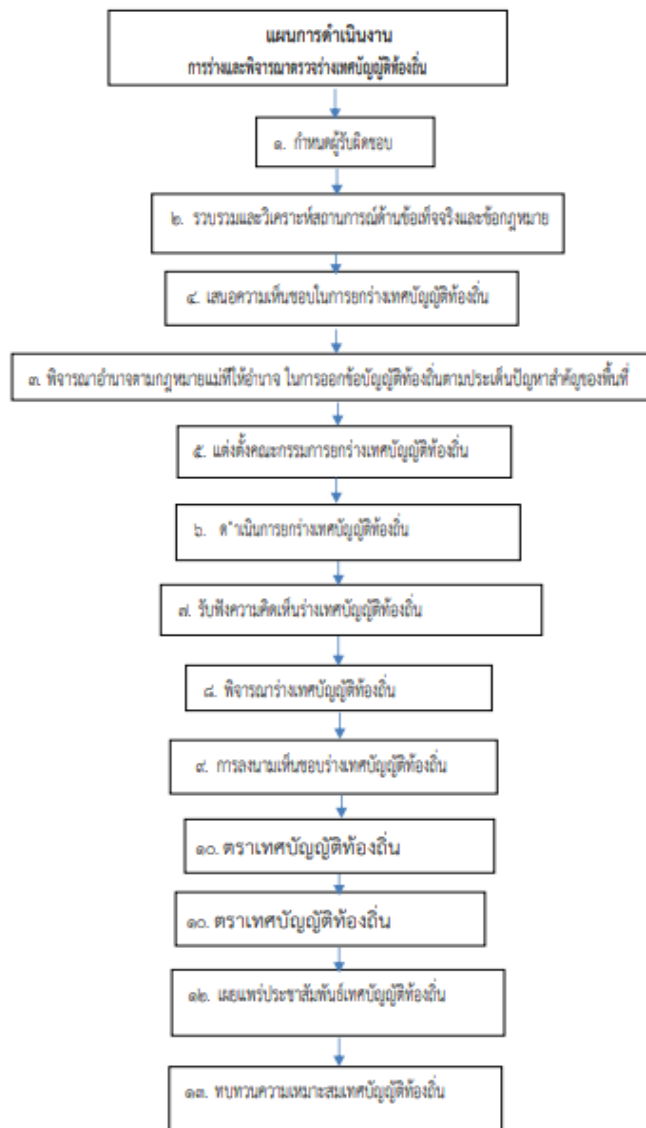 แผนการดำเนินงาน
การร่างและพิจารณาตรวจร่างเทศบัญญัติท้องถิ่น
๑. กำหนดผู้รับผิดชอบ
๒. รวบรวมและวิเคราะห์สถานการณ์ด้านข้อเท็จจริงและข้อกฎหมาย
๔. เสนอความเห็นชอบในการยกร่างเทศบัญญัติท้องถิ่น
๓. พิจารณาอำนาจตามกฎหมายแม่ที่ให้อำนาจ ในการออกข้อบัญญัติท้องถิ่นตามประเด็นปัญหาสำคัญของพื้นที่
๕. แต่งตั้งคณะกรรมการยกร่างเทศบัญญัติท้องถิ่น
๖. ด ำเนินการยกร่างเทศบัญญัติท้องถิ่น
๗. รับฟังความคิดเห็นร่างเทศบัญญัติท้องถิ่น
๘. พิจารณาร่างเทศบัญญัติท้องถิ่น
๙. การลงนามเห็นชอบร่างเทศบัญญัติท้องถิ่น
๑๐. ตราเทศบัญญัติท้องถิ่น
๑๐. ตราเทศบัญญัติท้องถิ่น
๑๒. เผยแพร่ประชาสัมพันธ์เทศบัญญัติท้องถิ่น
๑๓. ทบทวนความเหมาะสมเทศบัญญัติท้องถิ่น